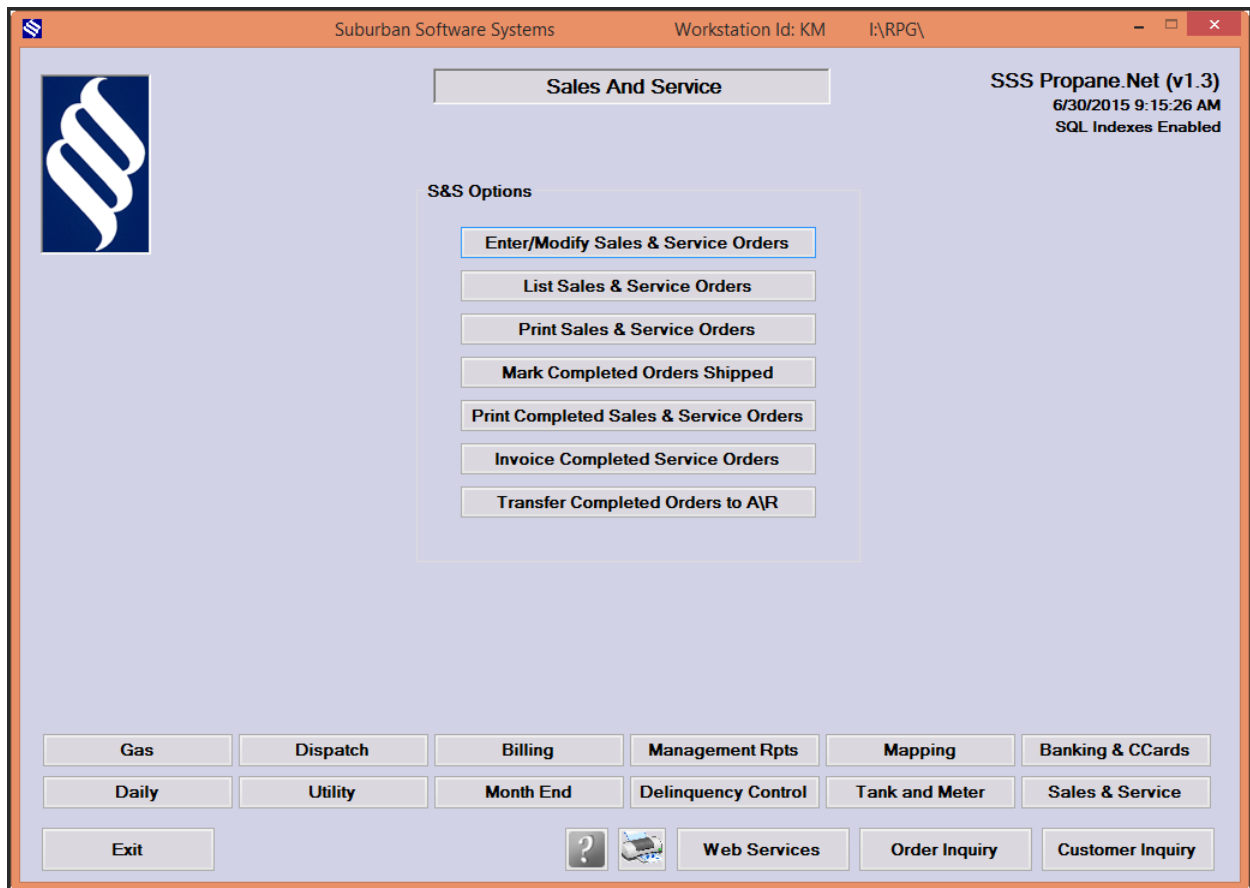 Suburban Software Systems Workstation Id: KM I:\RPG\
Sales And Service
SSS Propane.Net (v1.3)
6/30/2015 9:15:26 AM
SQL Indexes Enabled
S&S Options
Enter/Modify Sales & Service Orders
List Sales & Service Orders
Print Sales & Service Orders
Mark Completed Orders Shipped
Print Completed Sales & Service Orders
Invoice Completed Service Orders
Transfer Completed Orders to A\R
Gas Dispatch Billing Management Rpts Mapping Banking & CCards
Daily Utility Month End Delinquency Control Tank and Meter Sales & Service
Exit ? Web Services Order Inquiry Customer Inquiry